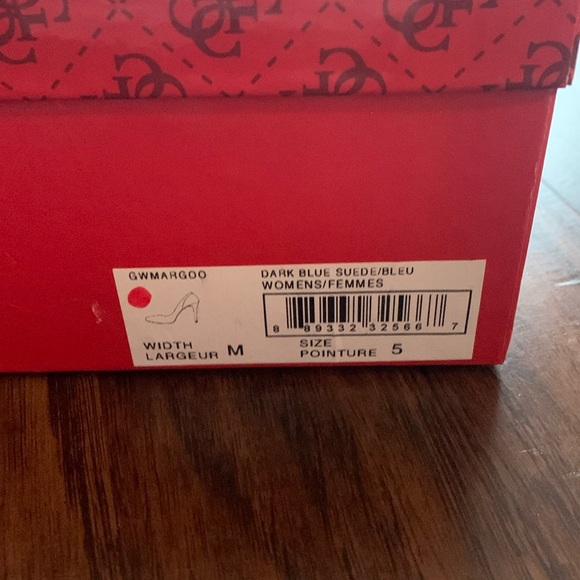 GWMARGOO
DARK BLUE SUEDE/BLEU
WOMENS/FEMMES
8 89332 32566 7
WIDTH
LARGEUR M
SIZE
POINTURE 5